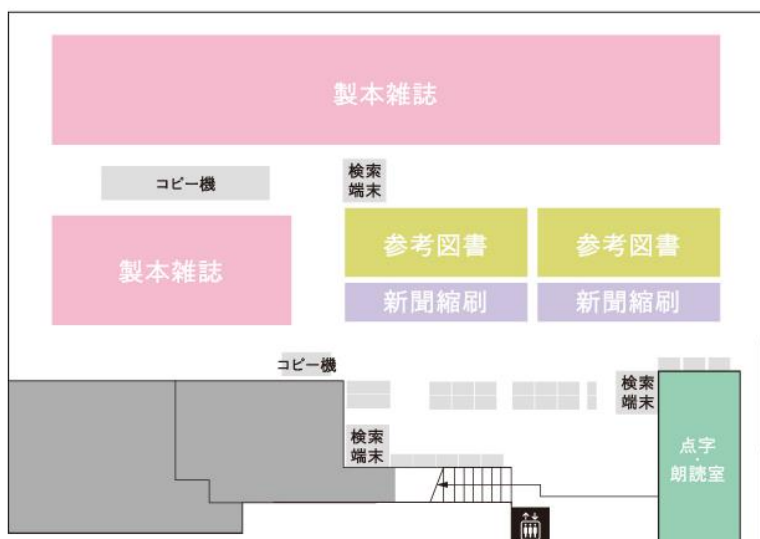 製本雑誌
コピー機
検索
端末
製本雑誌
参考図書
参考図書
新聞縮刷
新聞縮刷
コピー機
検索
端末
検索
端末
点字
・
朗読室